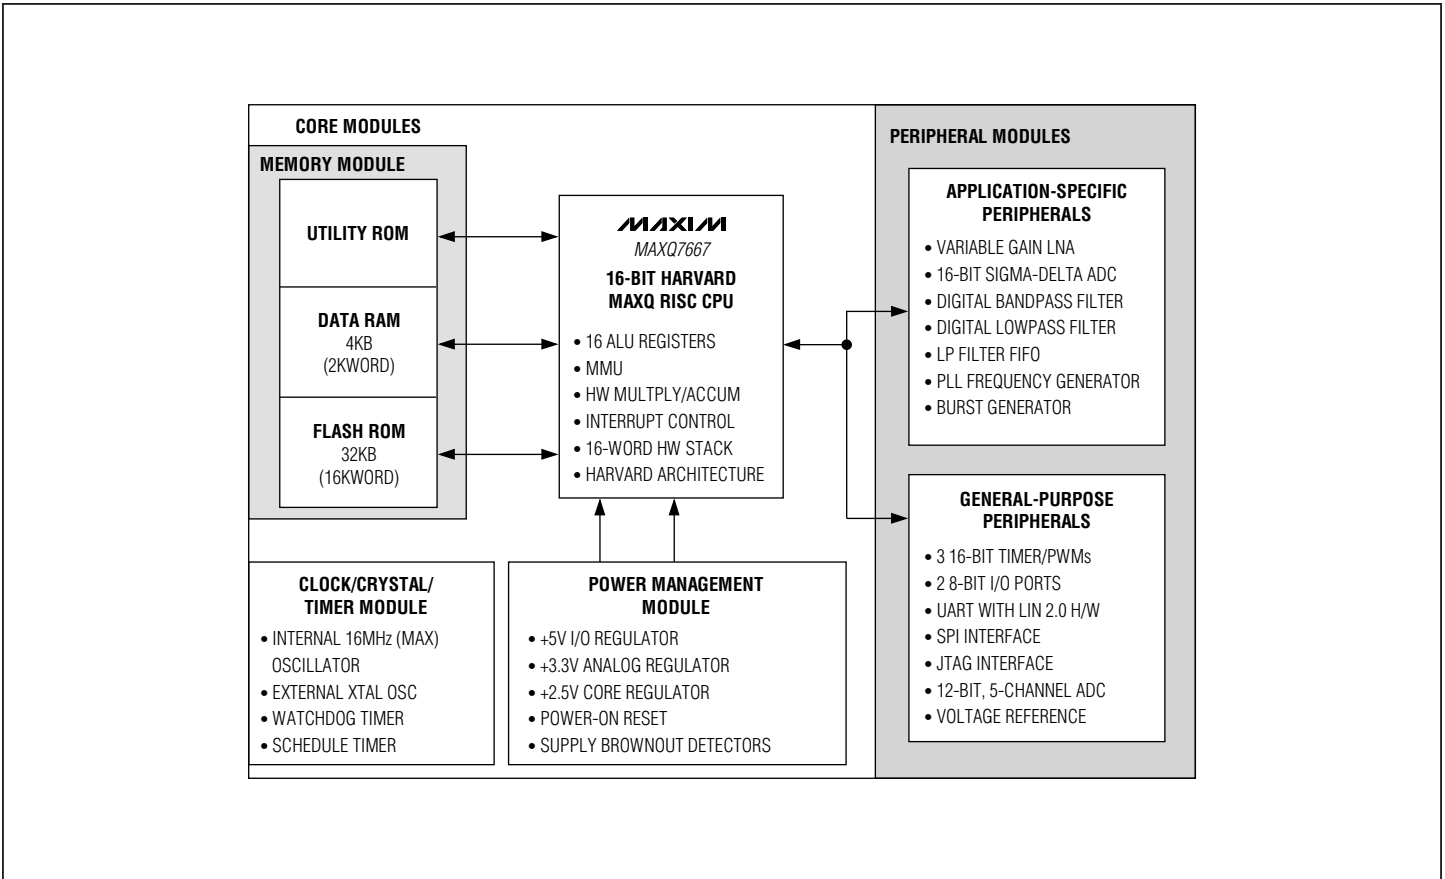 CORE MODULES
MEMORY MODULE
UTILITY ROM
DATA RAM
4KB
(2KWORD)
FLASH ROM
32KB
(16KWORD)
MAXIM
MAXQ7667
16-BIT HARVARD
MAXQ RISC CPU
• 16 ALU REGISTERS
• MMU
• HW MULTPLY/ACCUM
• INTERRUPT CONTROL
• 16-WORD HW STACK
• HARVARD ARCHITECTURE
CLOCK/CRYSTAL/
TIMER MODULE
• INTERNAL 16MHz (MAX)
OSCILLATOR
• EXTERNAL XTAL OSC
• WATCHDOG TIMER
• SCHEDULE TIMER
POWER MANAGEMENT
MODULE
• +5V I/O REGULATOR
• +3.3V ANALOG REGULATOR
• +2.5V CORE REGULATOR
• POWER-ON RESET
• SUPPLY BROWNOUT DETECTORS
PERIPHERAL MODULES
APPLICATION-SPECIFIC
PERIPHERALS
• VARIABLE GAIN LNA
• 16-BIT SIGMA-DELTA ADC
• DIGITAL BANDPASS FILTER
• DIGITAL LOWPASS FILTER
• LP FILTER FIFO
• PLL FREQUENCY GENERATOR
• BURST GENERATOR
GENERAL-PURPOSE
PERIPHERALS
• 3 16-BIT TIMER/PWMs
• 2 8-BIT I/O PORTS
• UART WITH LIN 2.0 H/W
• SPI INTERFACE
• JTAG INTERFACE
• 12-BIT, 5-CHANNEL ADC
• VOLTAGE REFERENCE